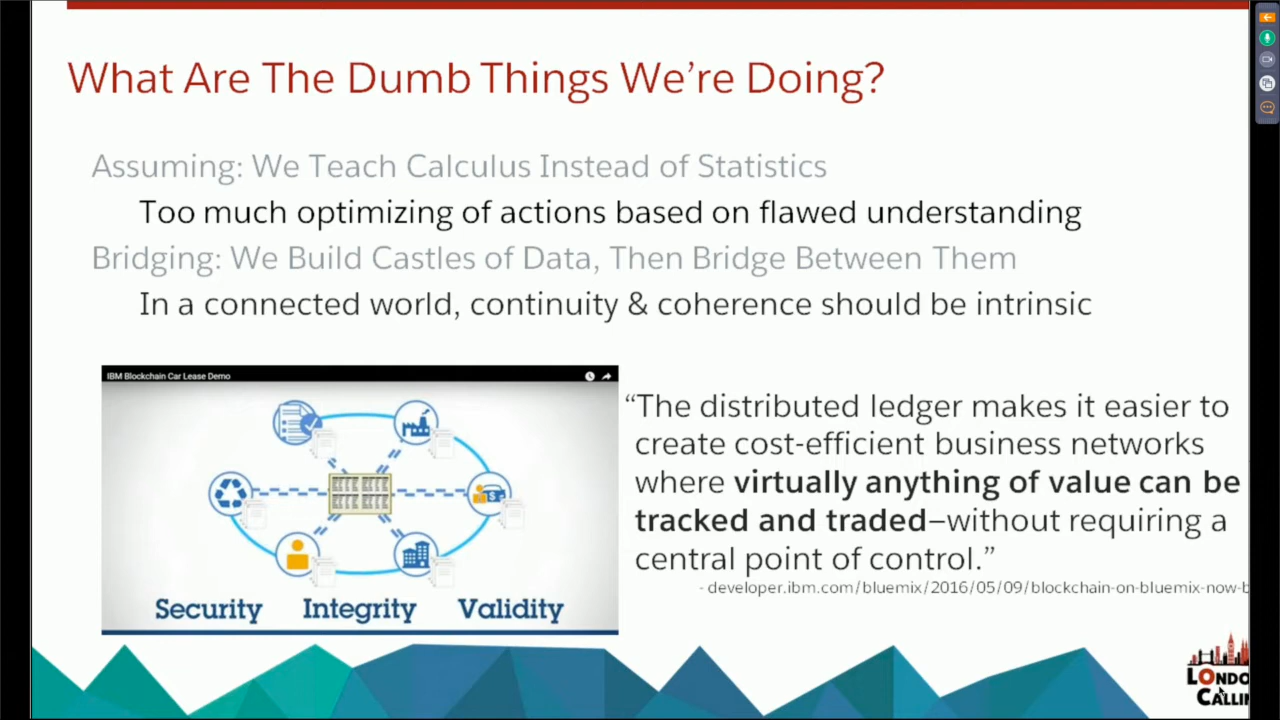 What Are The Dumb Things We’re Doing?
Assuming: We Teach Calculus Instead of Statistics
Too much optimizing of actions based on flawed understanding
Bridging: We Build Castles of Data, Then Bridge Between Them
In a connected world, continuity & coherence should be intrinsic
IBM Blockchain Car Lease Demo
Security Integrity Validity
“The distributed ledger makes it easier to
create cost-efficient business networks
where virtually anything of value can be
tracked and traded—without requiring a
central point of control.”
- developer.ibm.com/bluemix/2016/05/09/blockchain-on-bluemix-now-b